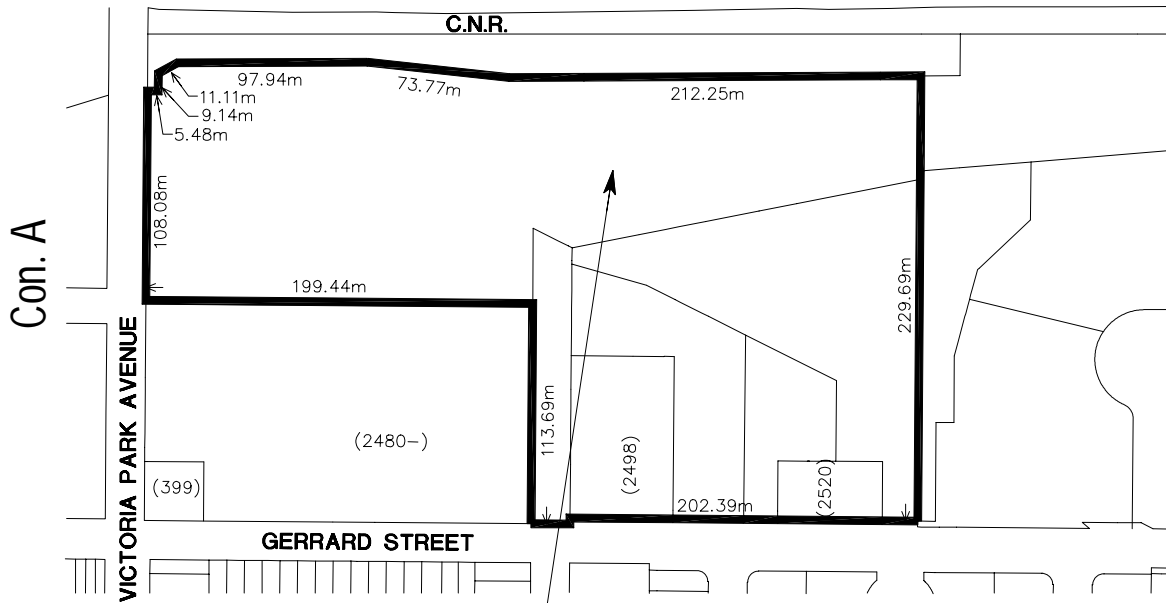 C.N.R.
97.94m
73.77m
212.25m
11.11m
9.14m
5.48m
108.08m
Con. A
199.44m
229.69m
VICTORIA PARK AVENUE
113.69m
(2480-)
(2498)
(2520)
(399)
202.39m
GERRARD STREET